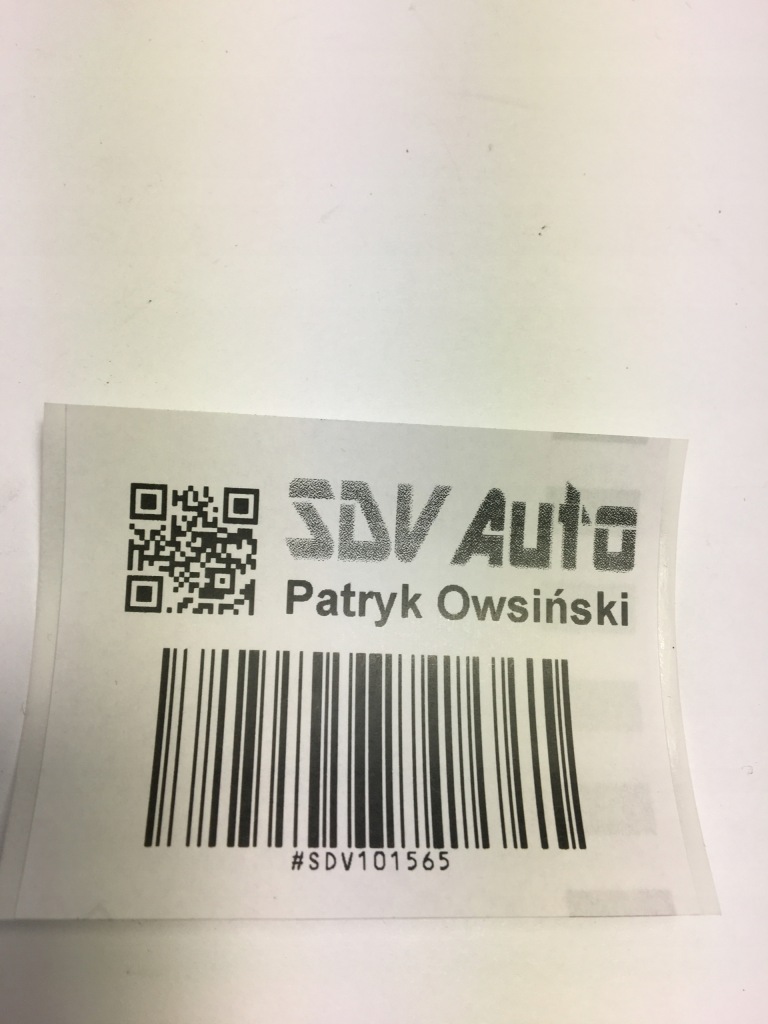 SDV Auto
Patryk Owsiński
#SDV101565